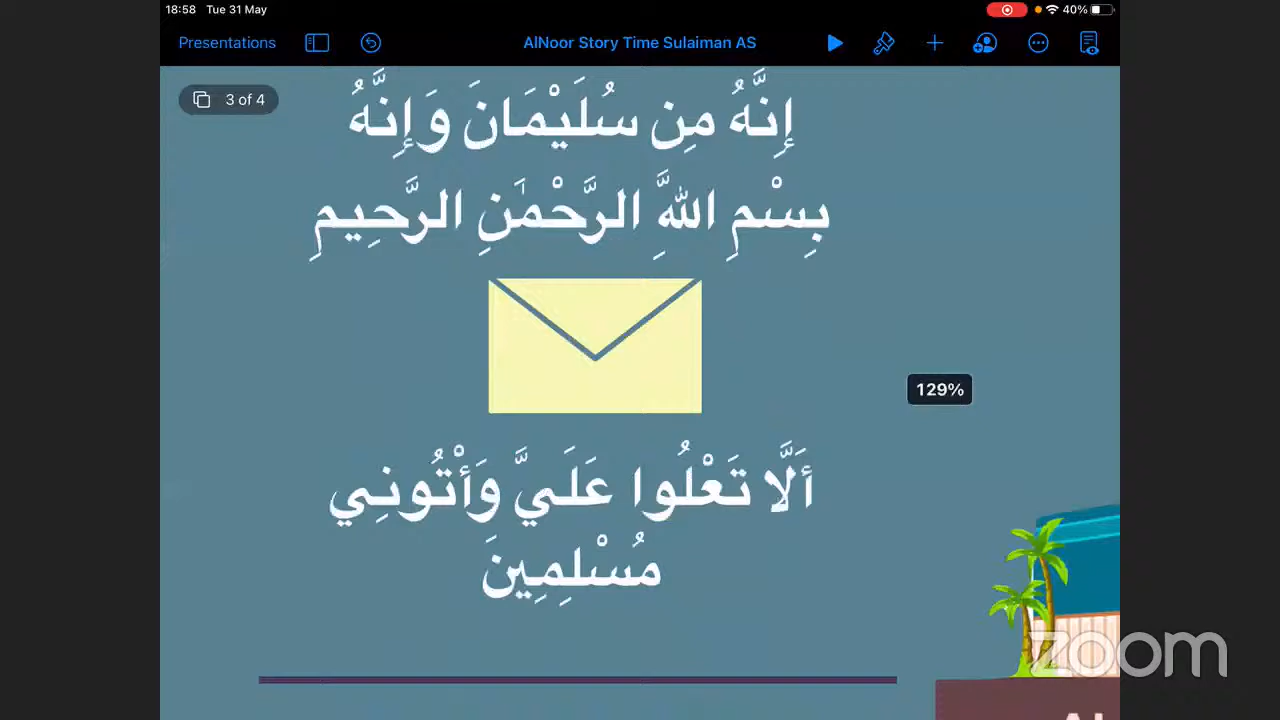 18:58 Tue 31 May
40%
Presentations
AlNoor Story Time Sulaiman AS
3 of 4
إِنَّهُ مِن سُلَيْمَانَ وَإِنَّهُ
بِسْمِ اللَّهِ الرَّحْمَٰنِ الرَّحِيمِ
129%
أَلَّا تَعْلُوا عَلَيَّ وَأْتُونِي
مُسْلِمِينَ
zoom